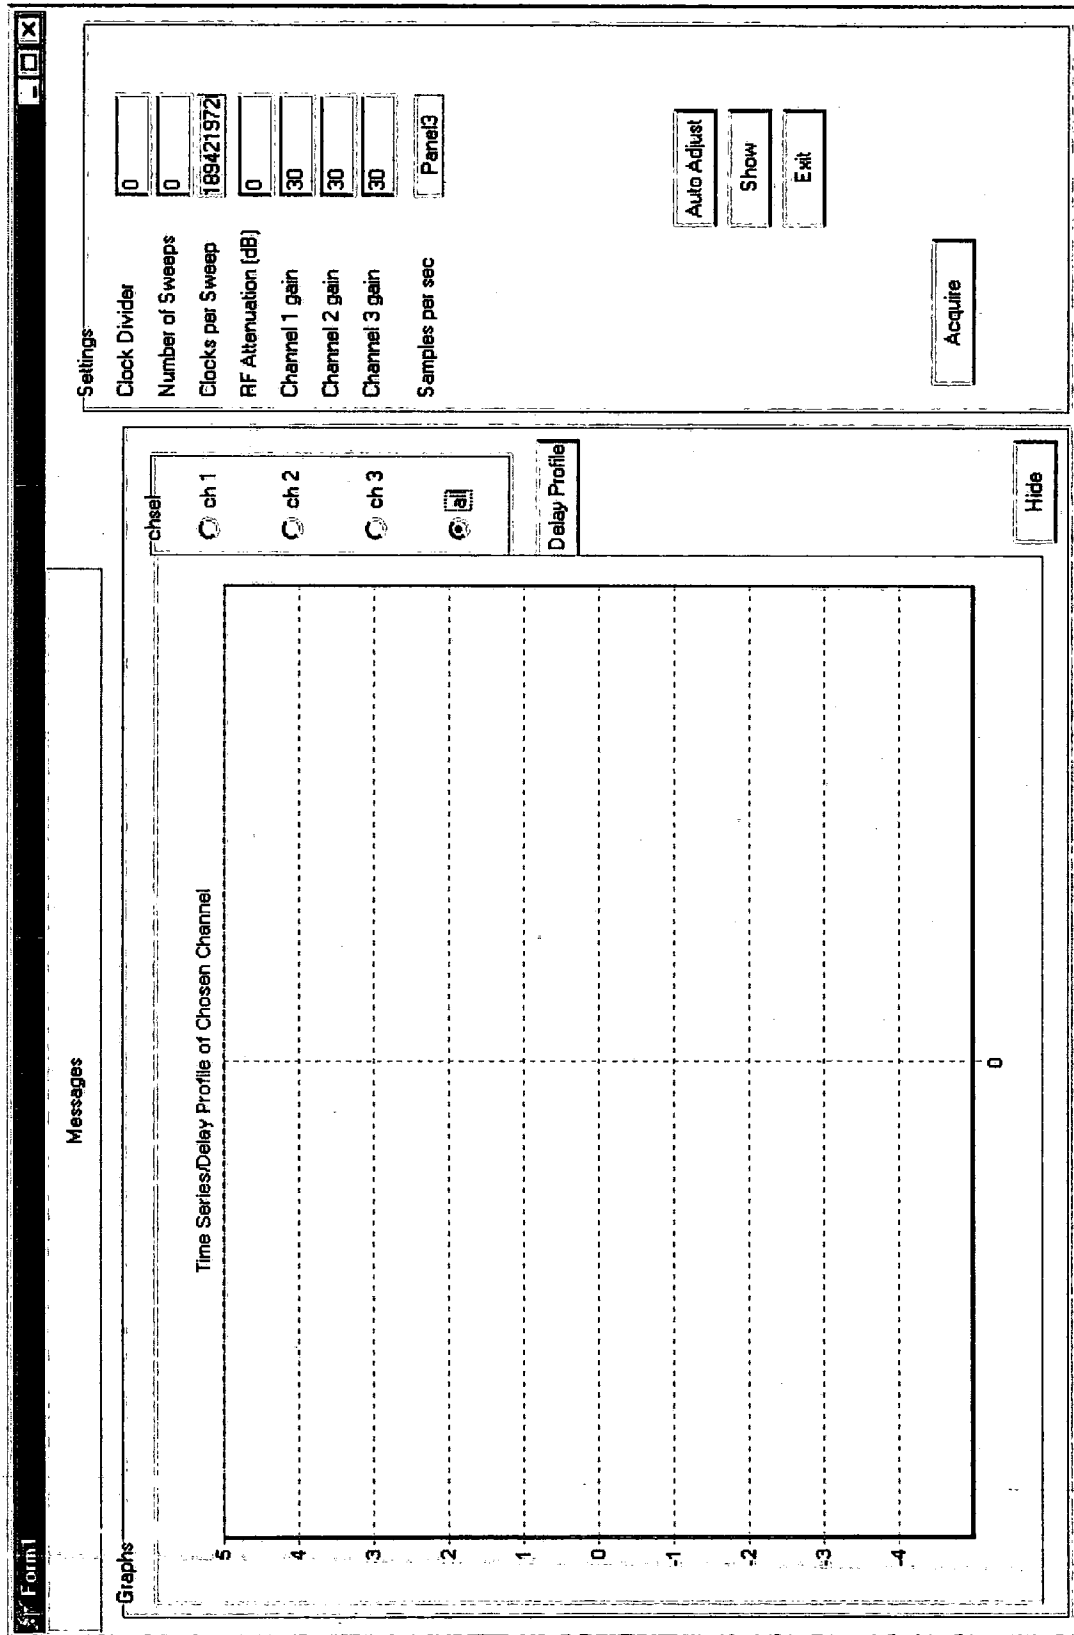 Form1
Messages
Graphs
Time Series/Delay Profile of Chosen Channel
5
4
3
2
1
0
-1
-2
-3
-4
0
chsel
ch 1
ch 2
ch 3
all
Delay Profile
Hide
Settings
Clock Divider 0
Number of Sweeps 0
Clocks per Sweep 189421972
RF Attenuation (dB) 0
Channel 1 gain 30
Channel 2 gain 30
Channel 3 gain 30
Samples per sec Panel3
Auto Adjust
Show
Exit
Acquire